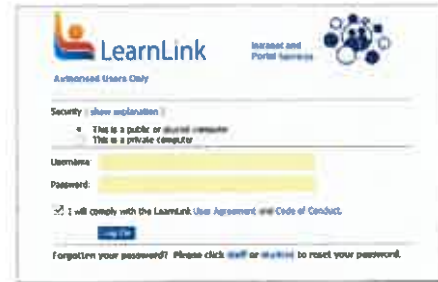 LearnLink
Intranet and
Portal Services
Authorised Users Only
Security [ show explanation ]
This is a public or shared computer
This is a private computer
Username:
Password:
I will comply with the LearnLink User Agreement and Code of Conduct.
Log On
Forgotten your password? Please click staff or student to reset your password.